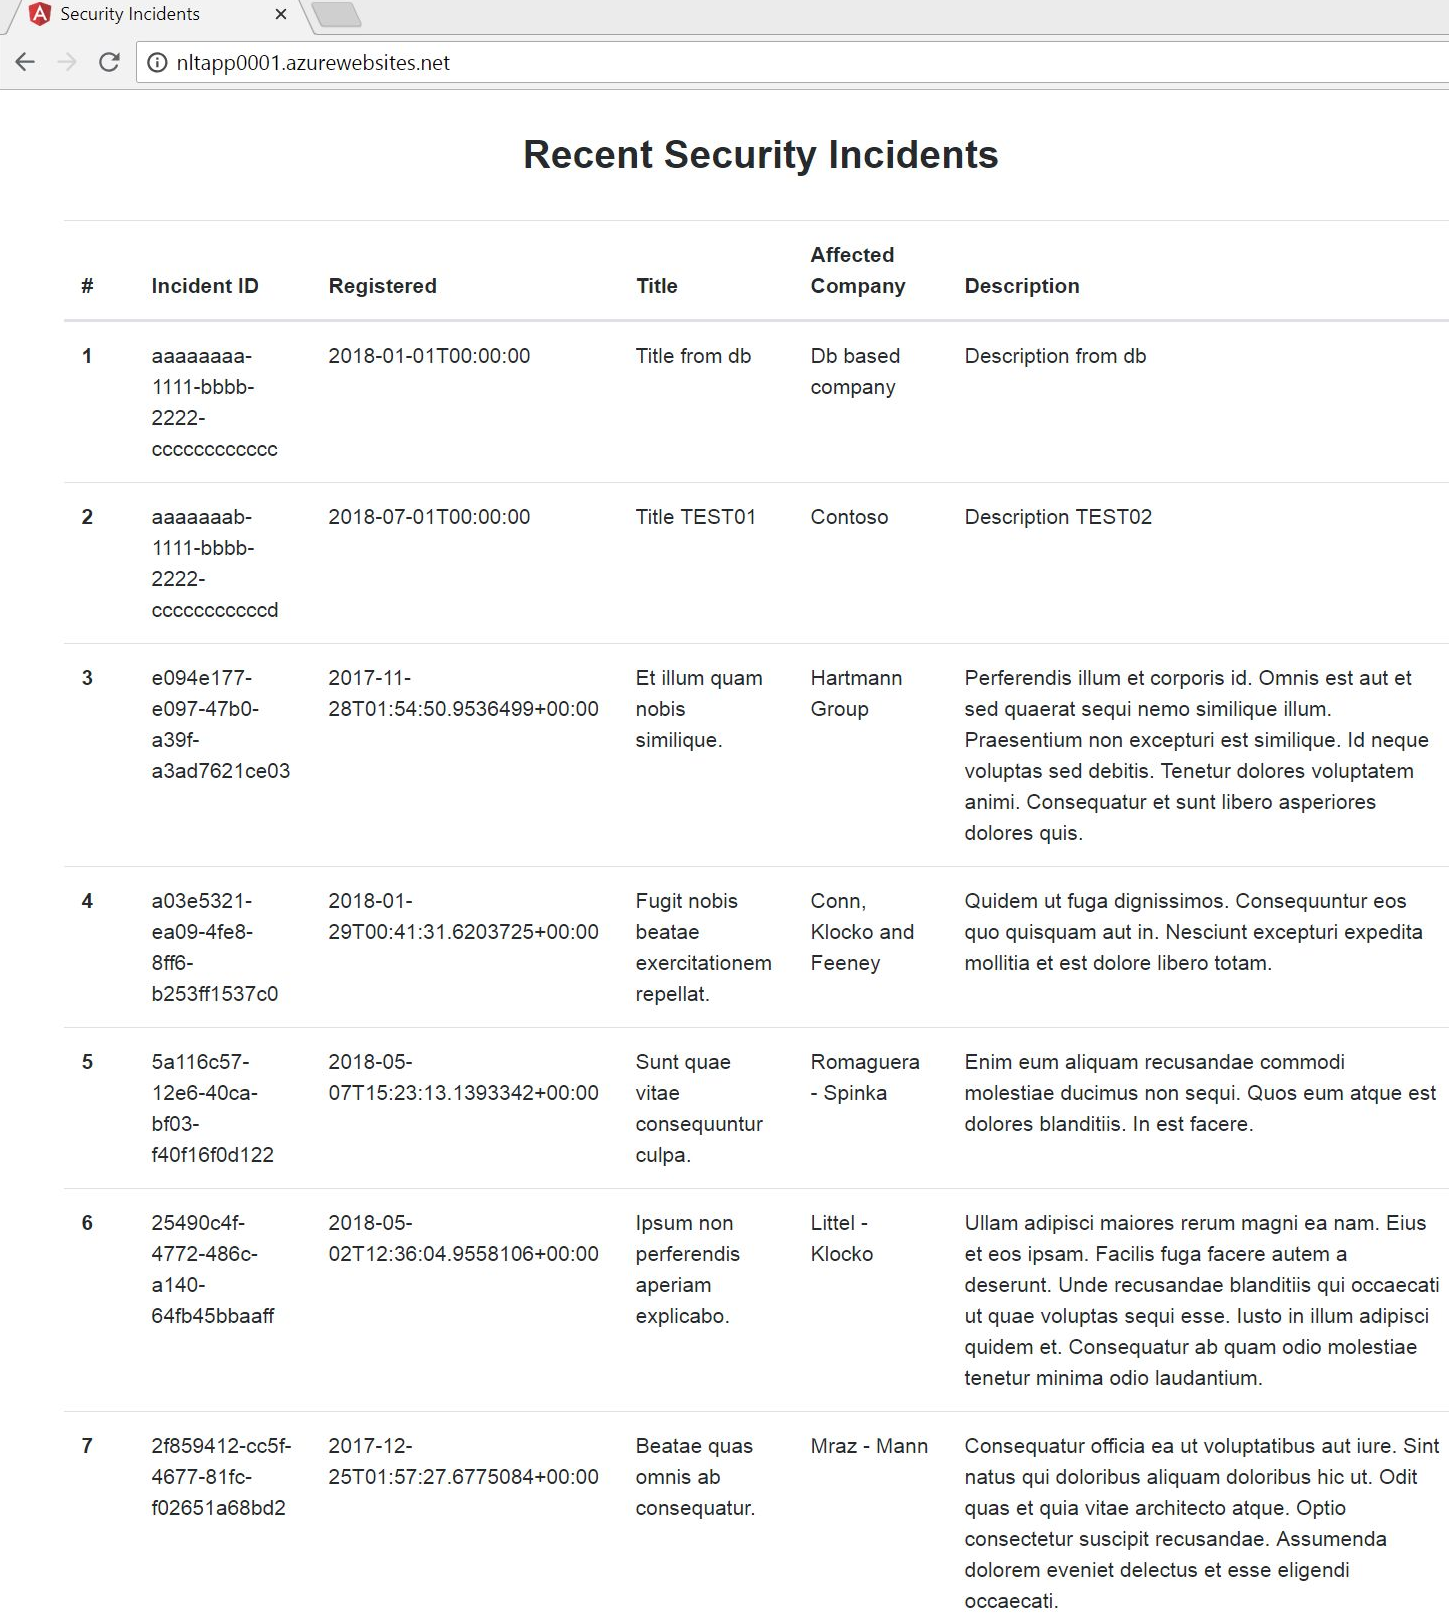 Security Incidents
nltapp0001.azurewebsites.net
Recent Security Incidents
# Incident ID Registered Title Affected Company Description
1 aaaaaaaa- 2018-01-01T00:00:00 Title from db Db based Description from db
1111-bbbb- company
2222-
cccccccccccc
2 aaaaaaab- 2018-07-01T00:00:00 Title TEST01 Contoso Description TEST02
1111-bbbb-
2222-
cccccccccccd
3 e094e177- 2017-11- Et illum quam Hartmann Perferendis illum et corporis id. Omnis est aut et
e097-47b0- 28T01:54:50.9536499+00:00 nobis Group sed quaerat sequi nemo similique illum.
a39f- similique. Praesentium non excepturi est similique. Id neque
a3ad7621ce03 voluptas sed debitis. Tenetur dolores voluptatem
animi. Consequatur et sunt libero asperiores
dolores quis.
4 a03e5321- 2018-01- Fugit nobis Conn, Quidem ut fuga dignissimos. Consequuntur eos
ea09-4fe8- 29T00:41:31.6203725+00:00 beatae Klocko and quo quisquam aut in. Nesciunt excepturi expedita
8ff6- exercitationem Feeney mollitia et est dolore libero totam.
b253ff1537c0 repellat.
5 5a116c57- 2018-05- Sunt quae Romaguera Enim eum aliquam recusandae commodi
12e6-40ca- 07T15:23:13.1393342+00:00 vitae - Spinka molestiae ducimus non sequi. Quos eum atque est
bf03- consequuntur dolores blanditiis. In est facere.
f40f16f0d122 culpa.
6 25490c4f- 2018-05- Ipsum non Littel - Ullam adipisci maiores rerum magni ea nam. Eius
4772-486c- 02T12:36:04.9558106+00:00 perferendis Klocko et eos ipsam. Facilis fuga facere autem a
a140- aperiam deserunt. Unde recusandae blanditiis qui occaecati
64fb45bbaaff explicabo. ut quae voluptas sequi esse. Iusto in illum adipisci
quidem et. Consequatur ab quam odio molestiae
tenetur minima odio laudantium.
7 2f859412-cc5f- 2017-12- Beatae quas Mraz - Mann Consequatur officia ea ut voluptatibus aut iure. Sint
4677-81fc- 25T01:57:27.6775084+00:00 omnis ab natus qui doloribus aliquam doloribus hic ut. Odit
f02651a68bd2 consequatur. quas et quia vitae architecto atque. Optio
consectetur suscipit recusandae. Assumenda
dolorem eveniet delectus et esse eligendi
occaecati.